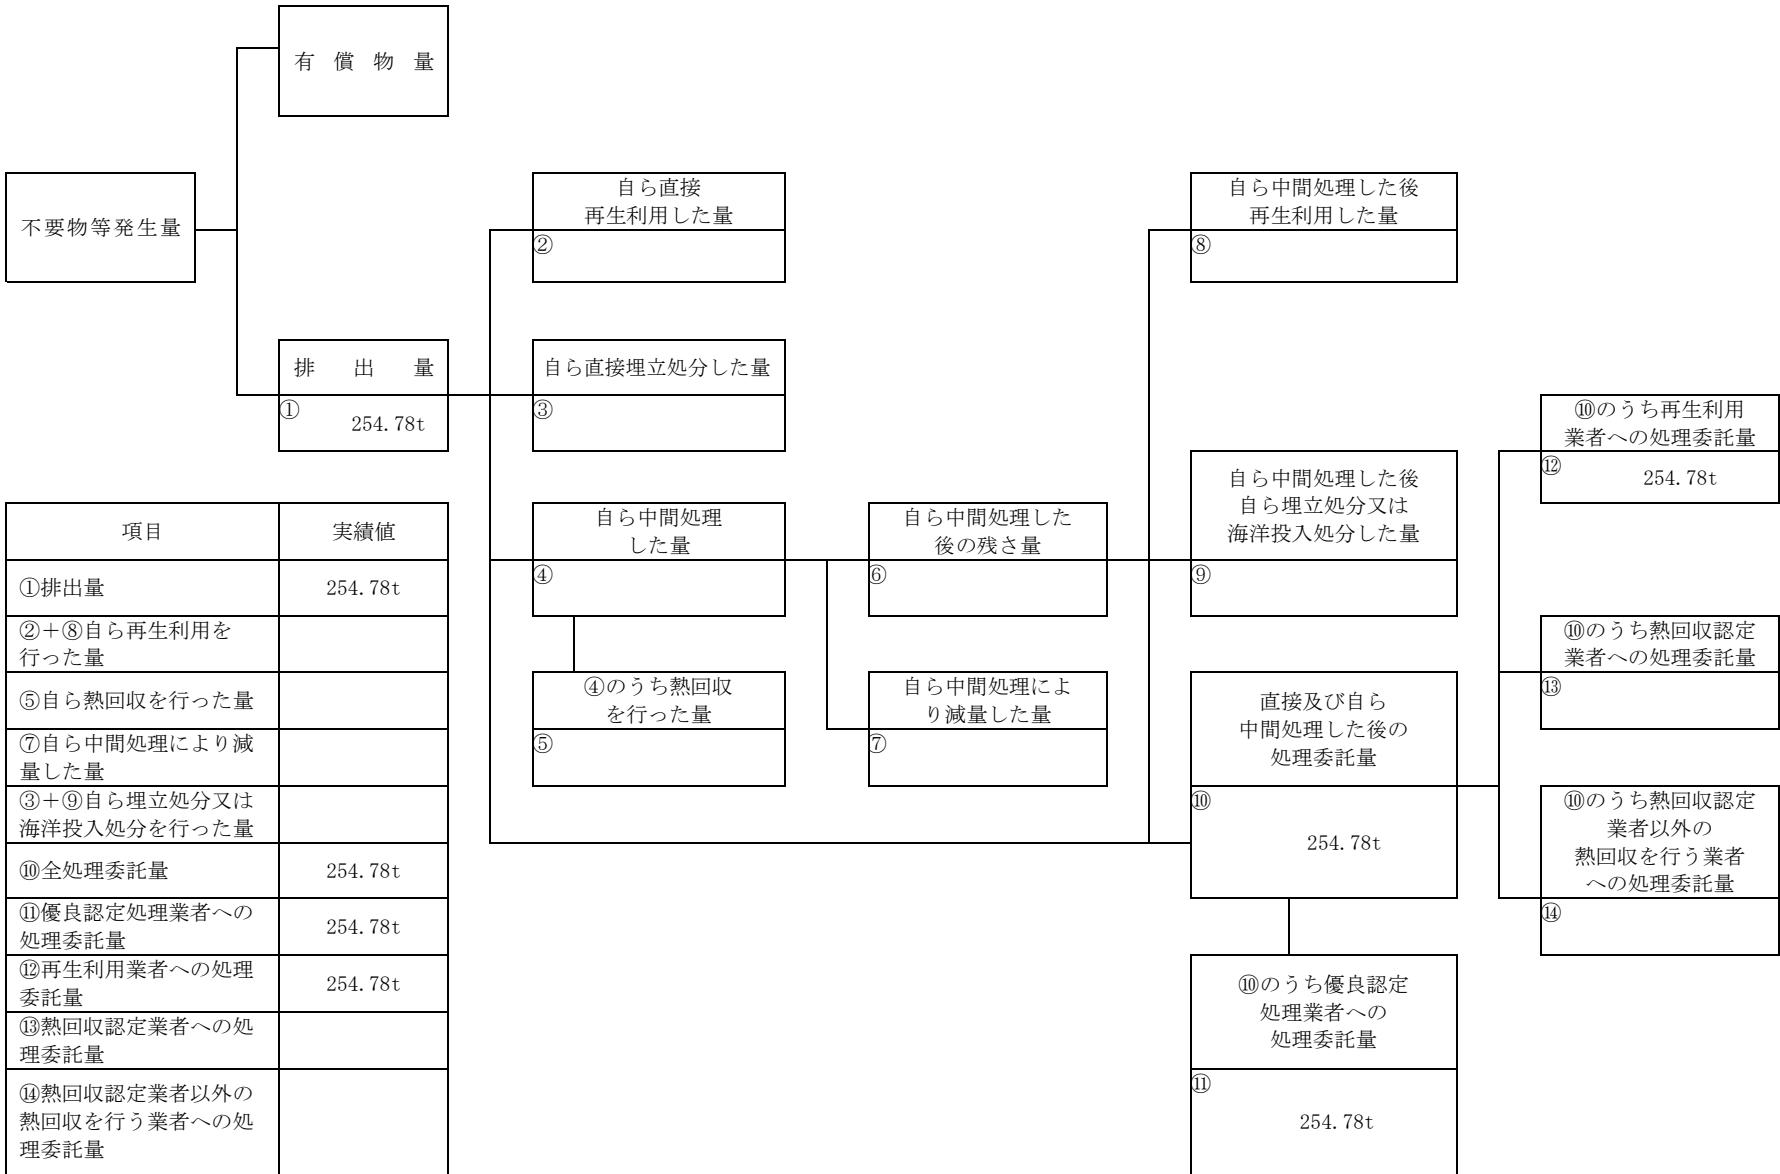 有償物量
不要物等発生量
排出量
①
254.78t
自ら直接
再生利用した量
②
自ら直接埋立処分した量
③
自ら中間処理
した量
④
④のうち熱回収
を行った量
⑤
自ら中間処理した
後の残さ量
⑥
自ら中間処理によ
り減量した量
⑦
自ら中間処理した後
再生利用した量
⑧
自ら中間処理した後
自ら埋立処分又は
海洋投入処分した量
⑨
直接及び自ら
中間処理した後の
処理委託量
⑩
254.78t
⑩のうち優良認定
処理業者への
処理委託量
⑪
254.78t
⑩のうち再生利用
業者への処理委託量
⑫
254.78t
⑩のうち熱回収認定
業者への処理委託量
⑬
⑩のうち熱回収認定
業者以外の
熱回収を行う業者
への処理委託量
⑭
項目 実績値
①排出量 254.78t
②+⑧自ら再生利用を
行った量
⑤自ら熱回収を行った量
⑦自ら中間処理により減
量した量
③+⑨自ら埋立処分又は
海洋投入処分を行った量
⑩全処理委託量 254.78t
⑪優良認定処理業者への
処理委託量 254.78t
⑫再生利用業者への処理
委託量 254.78t
⑬熱回収認定業者への処
理委託量
⑭熱回収認定業者以外の
熱回収を行う業者への処
理委託量